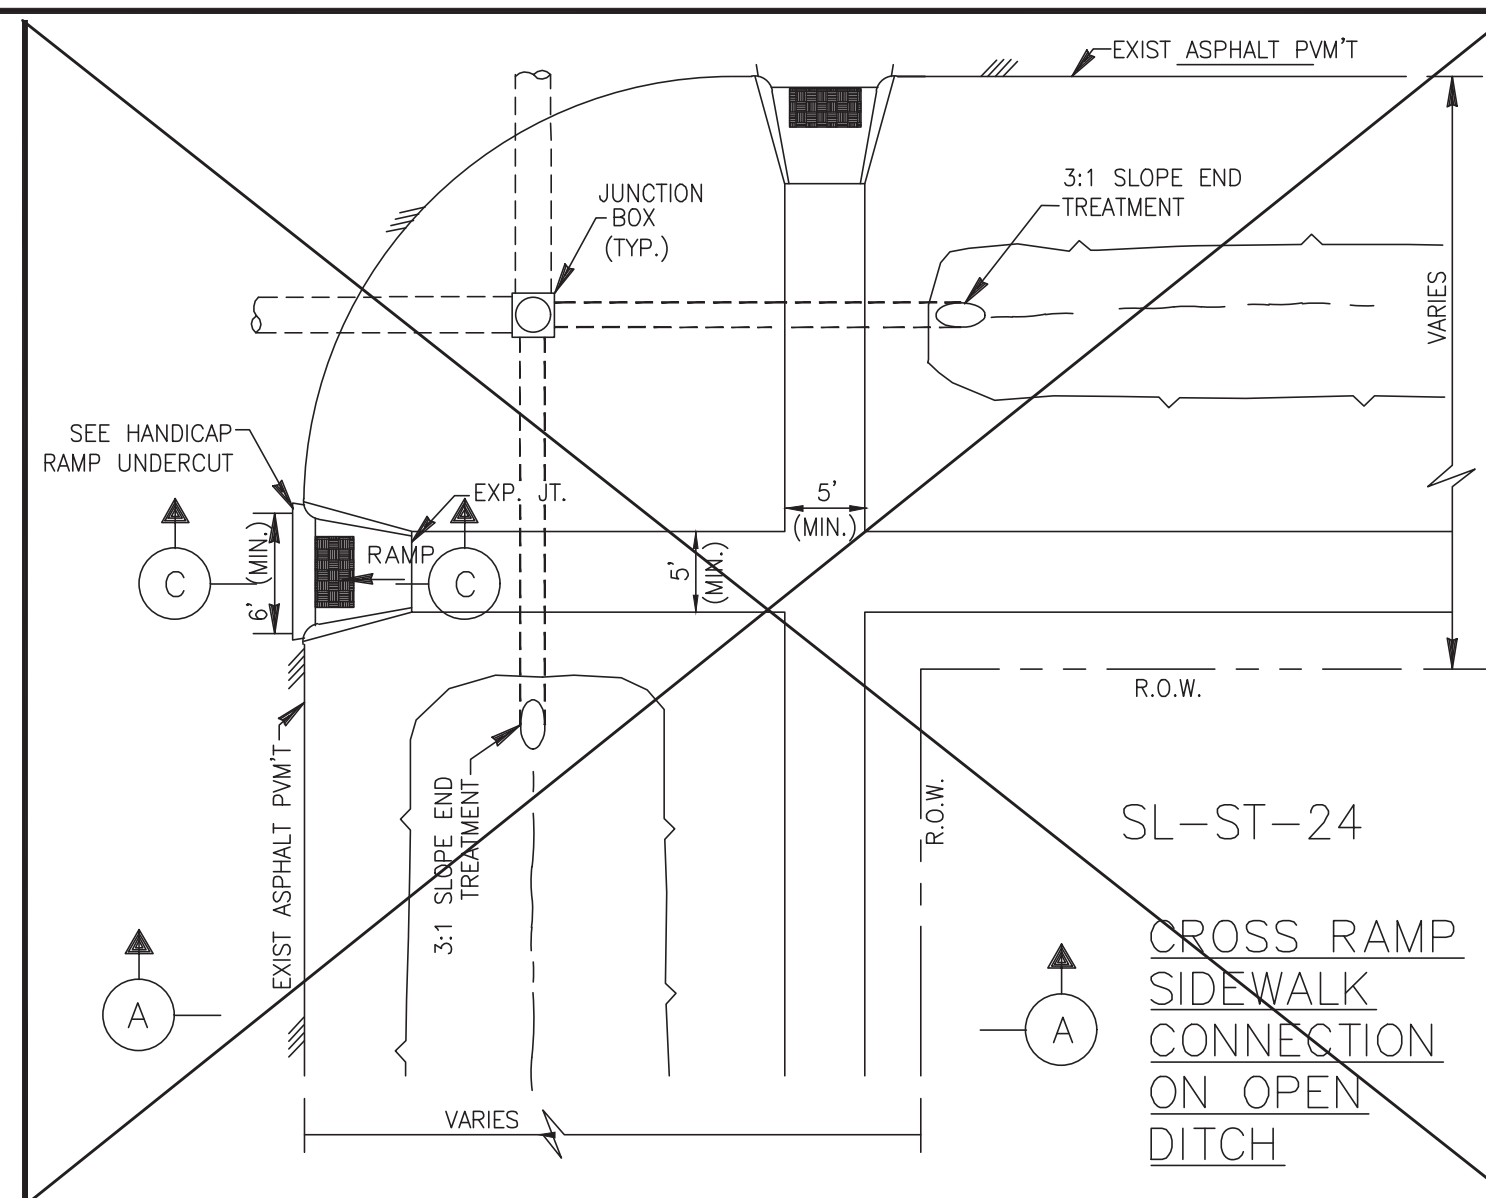 EXIST ASPHALT PVM'T
JUNCTION
BOX
(TYP.)
3:1 SLOPE END
TREATMENT
VARIES
SEE HANDICAP
RAMP UNDERCUT
EXP. JT.
5'
(MIN.)
C
6' (MIN.)
RAMP
C
5'
(MIN.)
R.O.W.
EXIST ASPHALT PVM'T
3:1 SLOPE END
TREATMENT
R.O.W.
SL-ST-24
A
A
CROSS RAMP
SIDEWALK
CONNECTION
ON OPEN
DITCH
VARIES